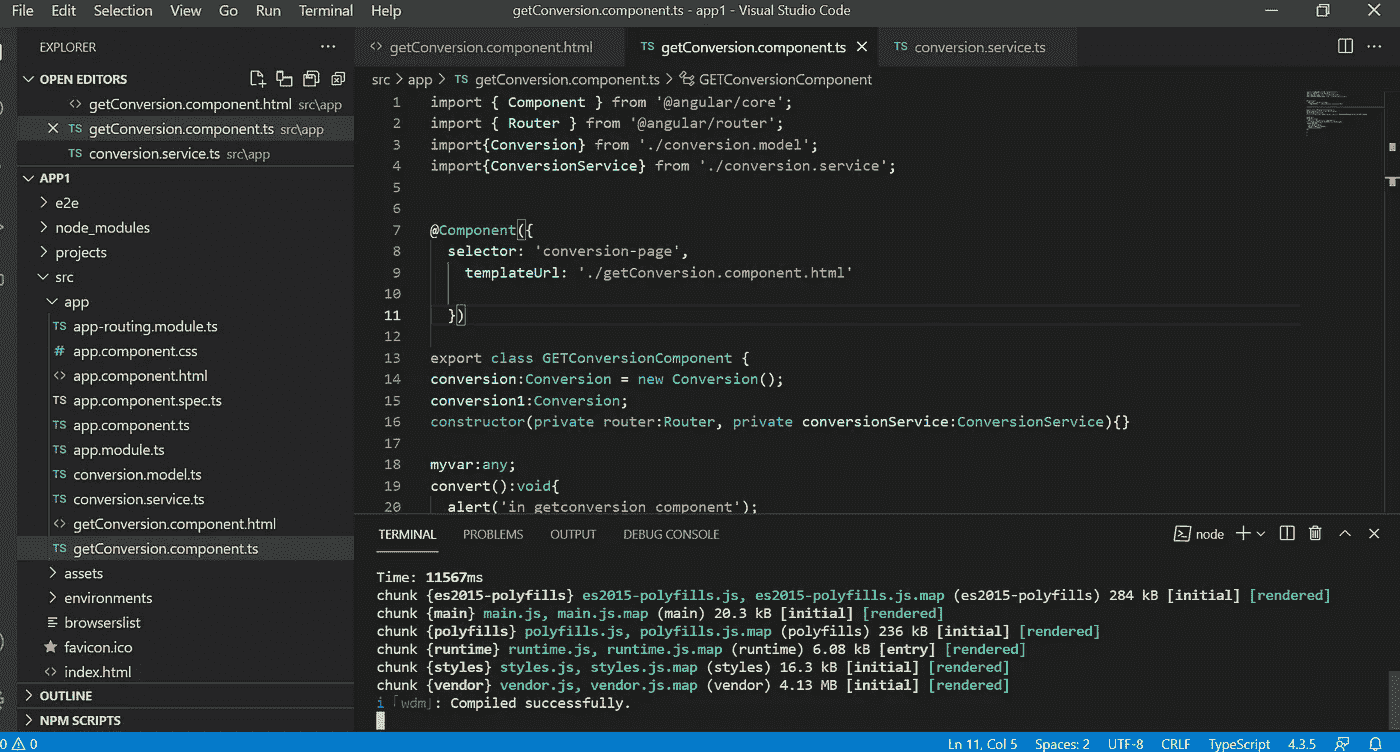 File Edit Selection View Go Run Terminal Help getConversion.component.ts - app1 - Visual Studio Code
EXPLORER
OPEN EDITORS
getConversion.component.html src\app
TS getConversion.component.ts src\app
TS conversion.service.ts src\app
APP1
e2e
node_modules
projects
src
app
TS app-routing.module.ts
# app.component.css
<> app.component.html
TS app.component.spec.ts
TS app.component.ts
TS app.module.ts
TS conversion.model.ts
TS conversion.service.ts
<> getConversion.component.html
TS getConversion.component.ts
assets
environments
browserslist
favicon.ico
<> index.html
OUTLINE
NPM SCRIPTS
<> getConversion.component.html TS getConversion.component.ts TS conversion.service.ts
src > app > TS getConversion.component.ts > GETConversionComponent
1 import { Component } from '@angular/core';
2 import { Router } from '@angular/router';
3 import{Conversion} from './conversion.model';
4 import{ConversionService} from './conversion.service';
5
6
7 @Component({
8 selector: 'conversion-page',
9 templateUrl: './getConversion.component.html'
10
11 })
12
13 export class GETConversionComponent {
14 conversion:Conversion = new Conversion();
15 conversion1:Conversion;
16 constructor(private router:Router, private conversionService:ConversionService){}
17
18 myvar:any;
19 convert():void{
20 alert('in getconversion component');
TERMINAL PROBLEMS OUTPUT DEBUG CONSOLE node
Time: 11567ms
chunk {es2015-polyfills} es2015-polyfills.js, es2015-polyfills.js.map (es2015-polyfills) 284 kB [initial] [rendered]
chunk {main} main.js, main.js.map (main) 20.3 kB [initial] [rendered]
chunk {polyfills} polyfills.js, polyfills.js.map (polyfills) 236 kB [initial] [rendered]
chunk {runtime} runtime.js, runtime.js.map (runtime) 6.08 kB [entry] [rendered]
chunk {styles} styles.js, styles.js.map (styles) 16.3 kB [initial] [rendered]
chunk {vendor} vendor.js, vendor.js.map (vendor) 4.13 MB [initial] [rendered]
i ｢wdm｣: Compiled successfully.
0 0 Ln 11, Col 5 Spaces: 2 UTF-8 CRLF TypeScript 4.3.5